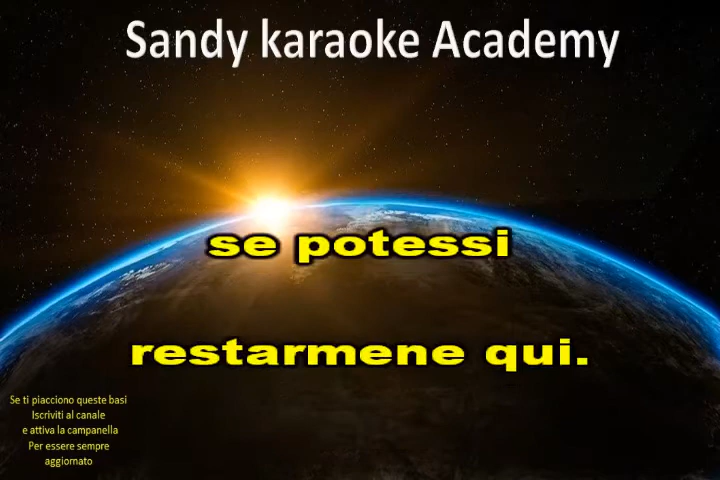 Sandy karaoke Academy
se potessi
restarmene qui.
Se ti piacciono queste basi
Iscriviti al canale
e attiva la campanella
Per essere sempre
aggiornato